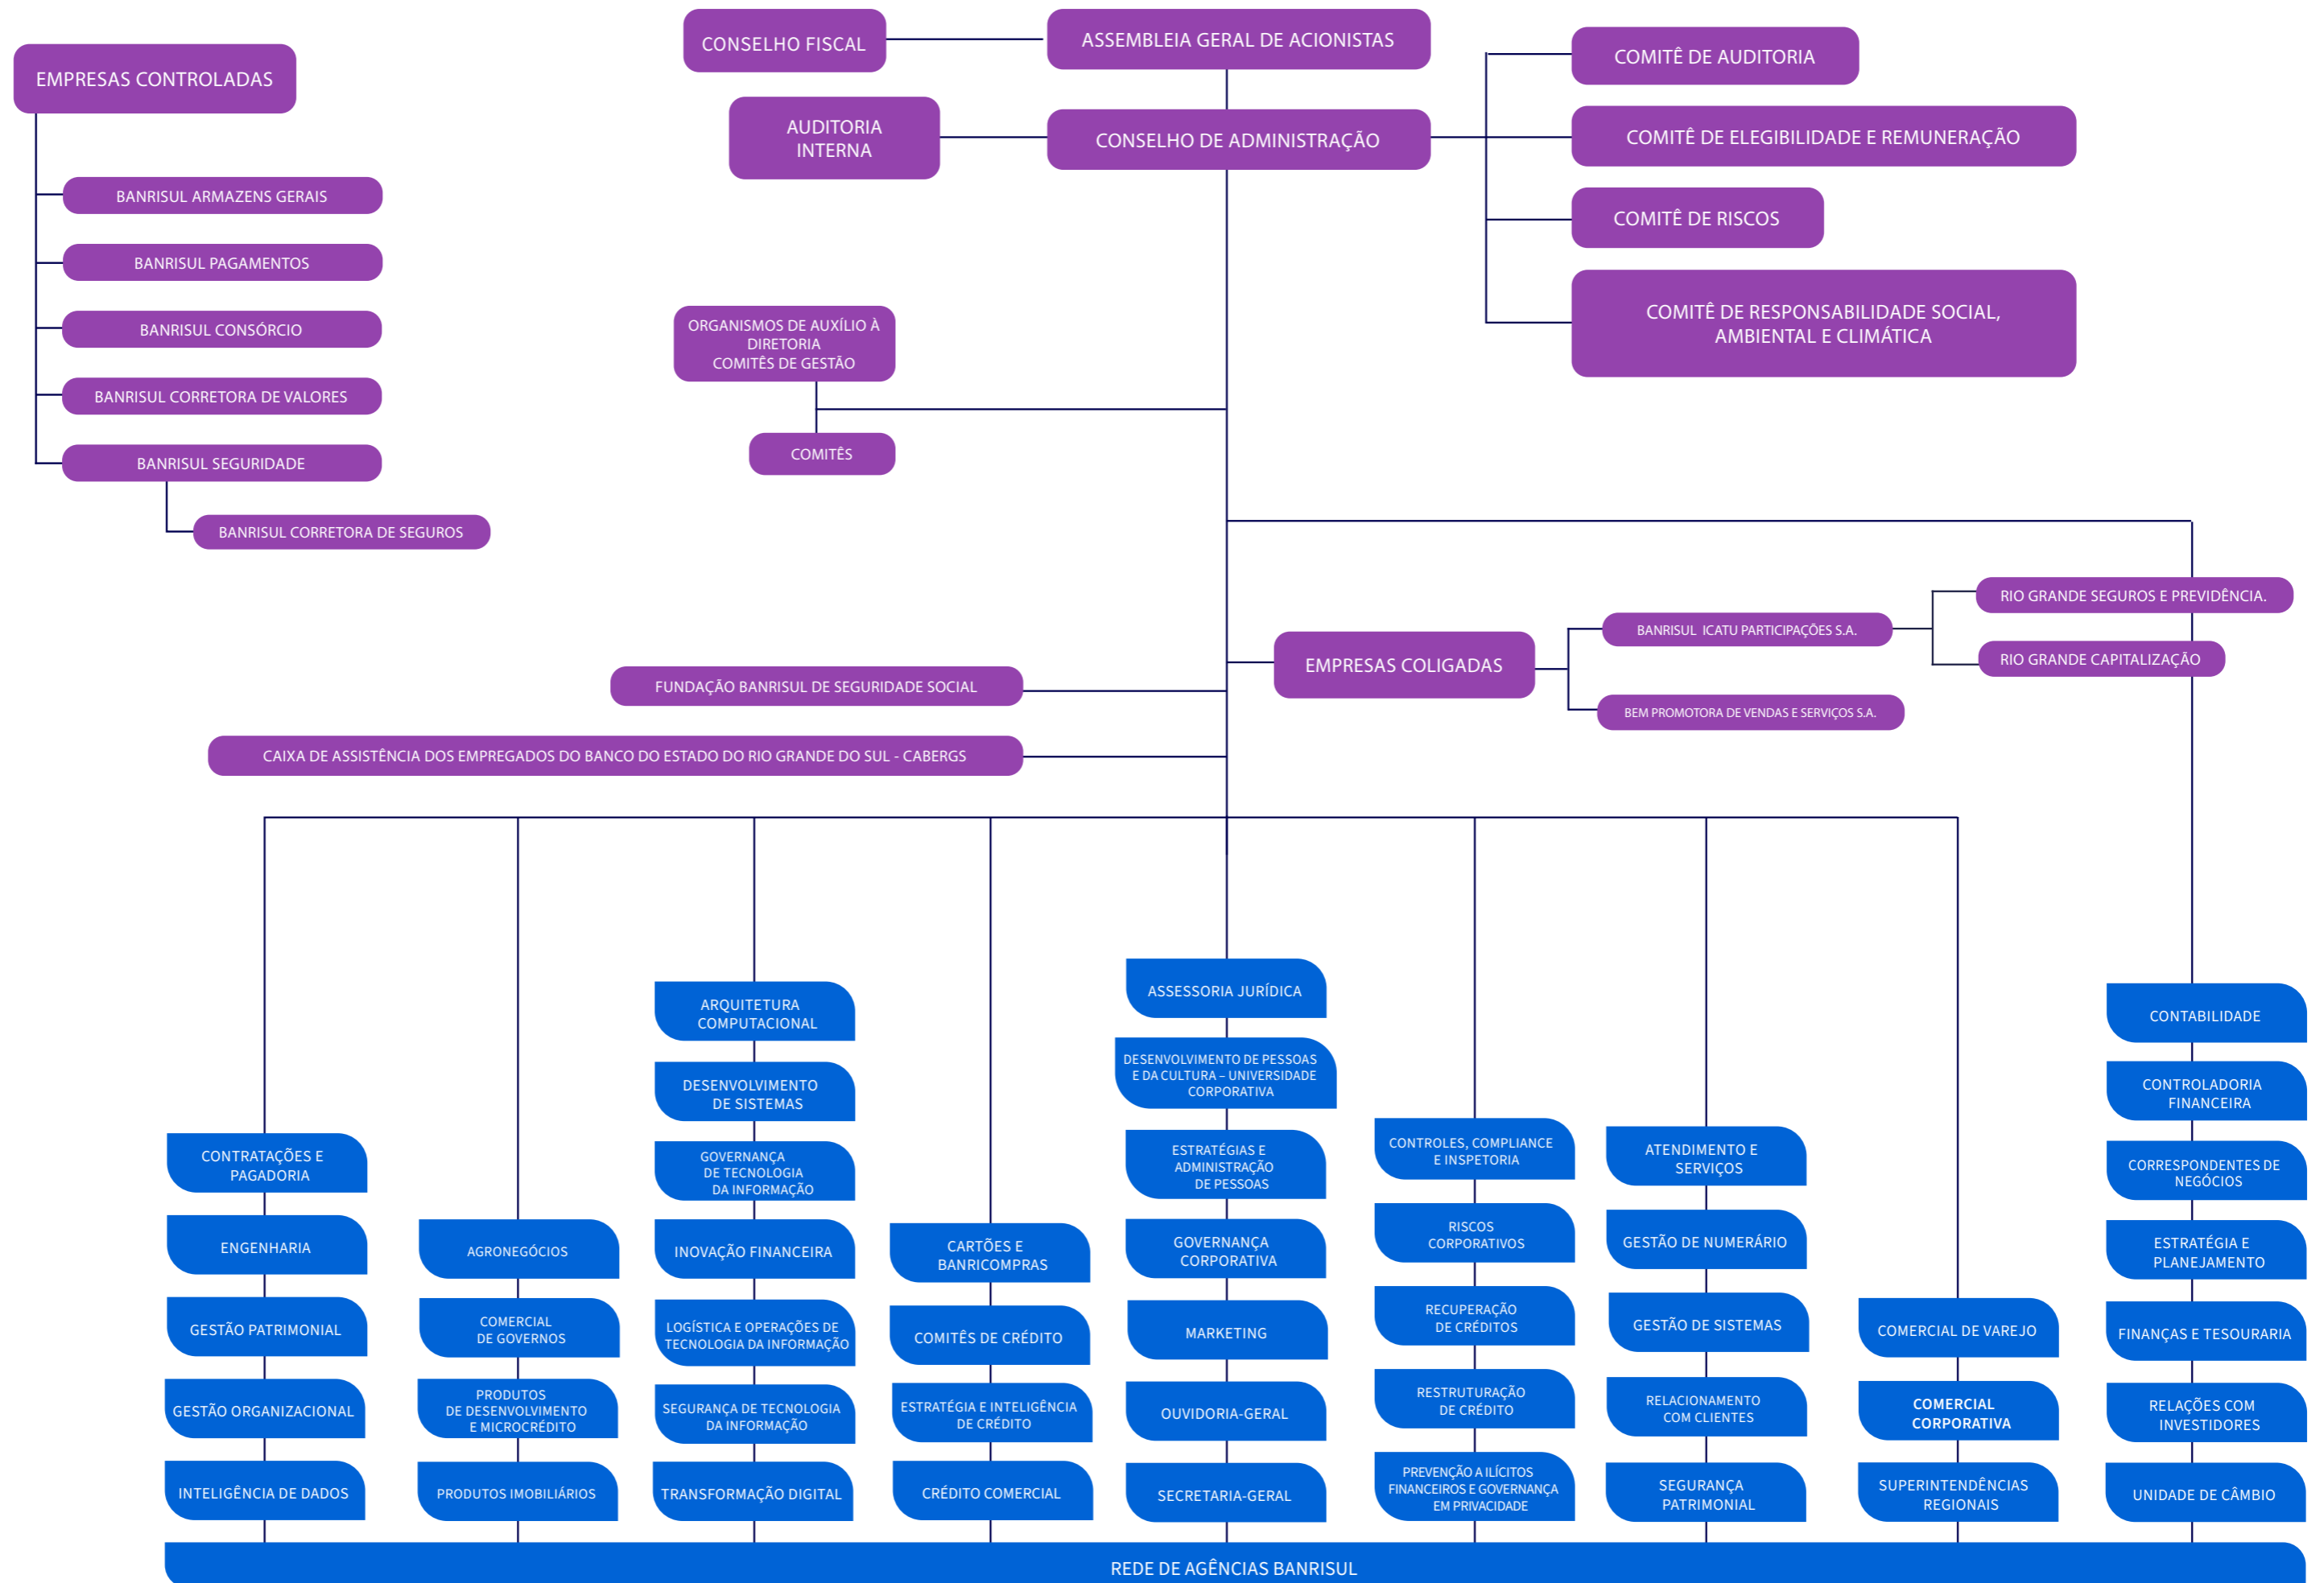 CONSELHO FISCAL
ASSEMBLEIA GERAL DE ACIONISTAS
COMITÊ DE AUDITORIA
EMPRESAS CONTROLADAS
AUDITORIA
INTERNA
CONSELHO DE ADMINISTRAÇÃO
COMITÊ DE ELEGIBILIDADE E REMUNERAÇÃO
COMITÊ DE RISCOS
COMITÊ DE RESPONSABILIDADE SOCIAL,
AMBIENTAL E CLIMÁTICA
BANRISUL ARMAZENS GERAIS
BANRISUL PAGAMENTOS
BANRISUL CONSÓRCIO
BANRISUL CORRETORA DE VALORES
BANRISUL SEGURIDADE
BANRISUL CORRETORA DE SEGUROS
ORGANISMOS DE AUXÍLIO À
DIRETORIA
COMITÊS DE GESTÃO
COMITÊS
EMPRESAS COLIGADAS
BANRISUL ICATU PARTICIPAÇÕES S.A.
RIO GRANDE SEGUROS E PREVIDÊNCIA.
RIO GRANDE CAPITALIZAÇÃO
BEM PROMOTORA DE VENDAS E SERVIÇOS S.A.
FUNDAÇÃO BANRISUL DE SEGURIDADE SOCIAL
CAIXA DE ASSISTÊNCIA DOS EMPREGADOS DO BANCO DO ESTADO DO RIO GRANDE DO SUL - CABERGS
CONTRATAÇÕES E
PAGADORIA
ENGENHARIA
GESTÃO PATRIMONIAL
GESTÃO ORGANIZACIONAL
INTELIGÊNCIA DE DADOS
AGRONEGÓCIOS
COMERCIAL
DE GOVERNOS
PRODUTOS
DE DESENVOLVIMENTO
E MICROCRÉDITO
PRODUTOS IMOBILIÁRIOS
ARQUITETURA
COMPUTACIONAL
DESENVOLVIMENTO
DE SISTEMAS
GOVERNANÇA
DE TECNOLOGIA
DA INFORMAÇÃO
INOVAÇÃO FINANCEIRA
LOGÍSTICA E OPERAÇÕES DE
TECNOLOGIA DA INFORMAÇÃO
SEGURANÇA DE TECNOLOGIA
DA INFORMAÇÃO
TRANSFORMAÇÃO DIGITAL
CARTÕES E
BANRICOMPRAS
COMITÊS DE CRÉDITO
ESTRATÉGIA E INTELIGÊNCIA
DE CRÉDITO
CRÉDITO COMERCIAL
ASSESSORIA JURÍDICA
DESENVOLVIMENTO DE PESSOAS
E DA CULTURA – UNIVERSIDADE
CORPORATIVA
ESTRATÉGIAS E
ADMINISTRAÇÃO
DE PESSOAS
GOVERNANÇA
CORPORATIVA
MARKETING
OUVIDORIA-GERAL
SECRETARIA-GERAL
CONTROLES, COMPLIANCE
E INSPETORIA
RISCOS
CORPORATIVOS
RECUPERAÇÃO
DE CRÉDITOS
RESTRUTURAÇÃO
DE CRÉDITO
PREVENÇÃO A ILÍCITOS
FINANCEIROS E GOVERNANÇA
EM PRIVACIDADE
ATENDIMENTO E
SERVIÇOS
GESTÃO DE NUMERÁRIO
GESTÃO DE SISTEMAS
RELACIONAMENTO
COM CLIENTES
SEGURANÇA
PATRIMONIAL
COMERCIAL DE VAREJO
COMERCIAL
CORPORATIVA
SUPERINTENDÊNCIAS
REGIONAIS
CONTABILIDADE
CONTROLADORIA
FINANCEIRA
CORRESPONDENTES DE
NEGÓCIOS
ESTRATÉGIA E
PLANEJAMENTO
FINANÇAS E TESOURARIA
RELAÇÕES COM
INVESTIDORES
UNIDADE DE CÂMBIO
REDE DE AGÊNCIAS BANRISUL